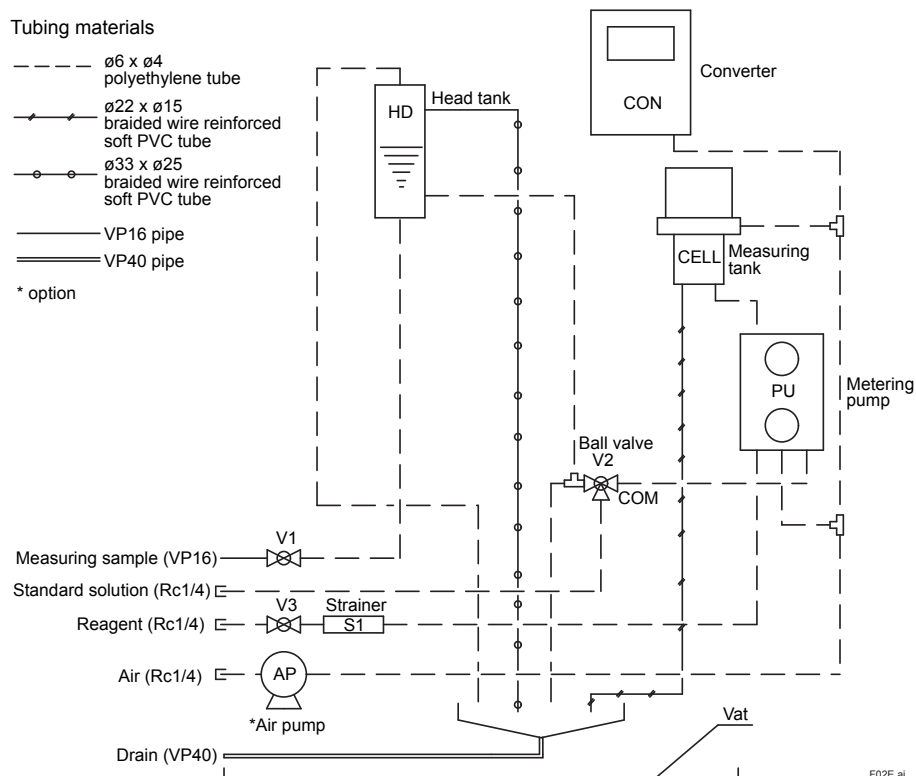 Tubing materials
ø6 x ø4
polyethylene tube
ø22 x ø15
braided wire reinforced
soft PVC tube
ø33 x ø25
braided wire reinforced
soft PVC tube
VP16 pipe
VP40 pipe
* option
HD
Head tank
CON
Converter
CELL
Measuring
tank
PU
Metering
pump
Ball valve
V2
COM
V1
Measuring sample (VP16)
Standard solution (Rc1/4)
V3
Strainer
Reagent (Rc1/4)
S1
Air (Rc1/4)
AP
*Air pump
Vat
Drain (VP40)
F02E.ai